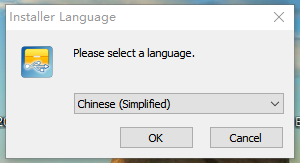 Installer Language
Please select a language.
Chinese (Simplified)
OK
Cancel